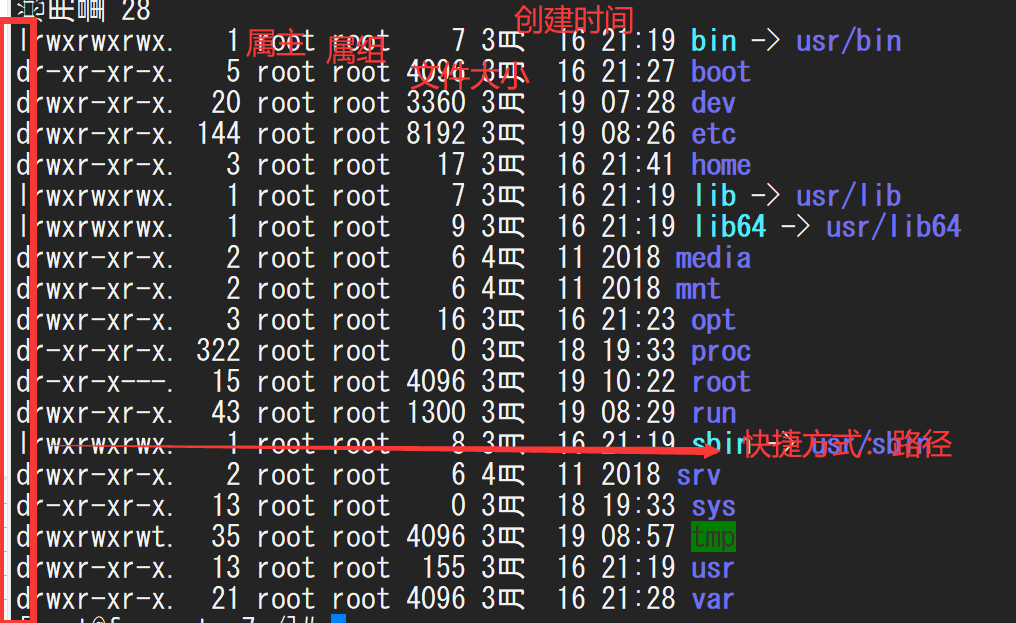 总用量 28
创建时间
lrwxrwxrwx. 1 root root 7 3月 16 21:19 bin -> usr/bin
属主 属组
dr-xr-xr-x. 5 root root 4096 3月 16 21:27 boot
文件大小
drwxr-xr-x. 20 root root 3360 3月 19 07:28 dev
drwxr-xr-x. 144 root root 8192 3月 19 08:26 etc
drwxr-xr-x. 3 root root 17 3月 16 21:41 home
lrwxrwxrwx. 1 root root 7 3月 16 21:19 lib -> usr/lib
lrwxrwxrwx. 1 root root 9 3月 16 21:19 lib64 -> usr/lib64
drwxr-xr-x. 2 root root 6 4月 11 2018 media
drwxr-xr-x. 2 root root 6 4月 11 2018 mnt
drwxr-xr-x. 3 root root 16 3月 16 21:23 opt
dr-xr-xr-x. 322 root root 0 3月 18 19:33 proc
dr-xr-x---. 15 root root 4096 3月 19 10:22 root
drwxr-xr-x. 43 root root 1300 3月 19 08:29 run
lrwxrwxrwx. 1 root root 8 3月 16 21:19 sbin -> usr/sbin
快捷方式：路径
drwxr-xr-x. 2 root root 6 4月 11 2018 srv
dr-xr-xr-x. 13 root root 0 3月 18 19:33 sys
drwxrwxrwt. 35 root root 4096 3月 19 08:57 tmp
drwxr-xr-x. 13 root root 155 3月 16 21:19 usr
drwxr-xr-x. 21 root root 4096 3月 16 21:28 var